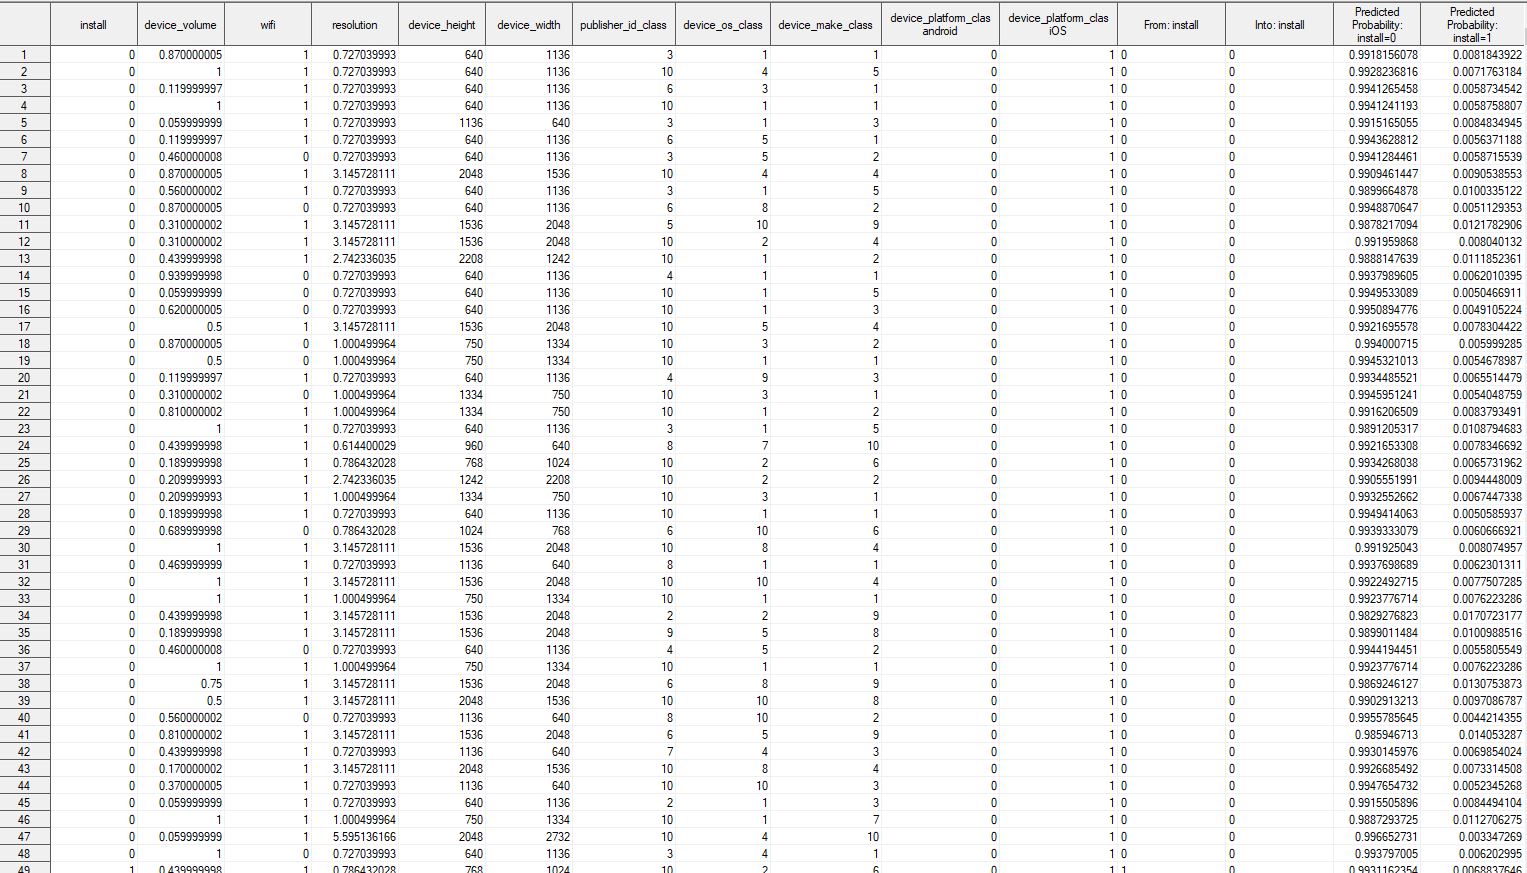 install device_volume wifi resolution device_height device_width publisher_id_class device_os_class device_make_class device_platform_clas android device_platform_clas iOS From: install Into: install Predicted Probability: install=0 Predicted Probability: install=1
1 0 0.870000005 1 0.727039993 640 1136 3 1 1 0 1 0 0 0.9918156078 0.0081843922
2 0 1 1 0.727039993 640 1136 10 4 5 0 1 0 0 0.9928236816 0.0071763184
3 0 0.119999997 1 0.727039993 640 1136 6 3 1 0 1 0 0 0.9941265458 0.0058734542
4 0 1 1 0.727039993 640 1136 10 1 1 0 1 0 0 0.9941241193 0.0058758807
5 0 0.059999999 1 0.727039993 1136 640 3 1 3 0 1 0 0 0.9915165055 0.0084834945
6 0 0.119999997 1 0.727039993 640 1136 6 5 1 0 1 0 0 0.9943628812 0.0056371188
7 0 0.460000008 0 0.727039993 640 1136 3 5 2 0 1 0 0 0.9941284461 0.0058715539
8 0 0.870000005 1 3.145728111 2048 1536 10 4 4 0 1 0 0 0.9909461447 0.0090538553
9 0 0.560000002 1 0.727039993 640 1136 3 1 5 0 1 0 0 0.9899664878 0.0100335122
10 0 0.870000005 0 0.727039993 640 1136 6 8 2 0 1 0 0 0.9948870647 0.0051129353
11 0 0.310000002 1 3.145728111 1536 2048 5 10 9 0 1 0 0 0.9878217094 0.0121782906
12 0 0.310000002 1 3.145728111 1536 2048 10 2 4 0 1 0 0 0.991959868 0.008040132
13 0 0.439999998 1 2.742336035 2208 1242 10 1 2 0 1 0 0 0.9888147639 0.0111852361
14 0 0.939999998 0 0.727039993 640 1136 4 1 1 0 1 0 0 0.9937989605 0.0062010395
15 0 0.059999999 0 0.727039993 640 1136 10 1 5 0 1 0 0 0.9949533089 0.0050466911
16 0 0.620000005 0 0.727039993 640 1136 10 1 3 0 1 0 0 0.9950894776 0.0049105224
17 0 0.5 1 3.145728111 1536 2048 10 5 4 0 1 0 0 0.9921695578 0.0078304422
18 0 0.870000005 0 1.000499964 750 1334 10 3 2 0 1 0 0 0.994000715 0.005999285
19 0 0.5 0 1.000499964 750 1334 10 1 1 0 1 0 0 0.9945321013 0.0054678987
20 0 0.119999997 1 0.727039993 640 1136 4 9 3 0 1 0 0 0.9934485521 0.0065514479
21 0 0.310000002 0 1.000499964 1334 750 10 3 1 0 1 0 0 0.9945951241 0.0054048759
22 0 0.810000002 1 1.000499964 1334 750 10 1 2 0 1 0 0 0.9916206509 0.0083793491
23 0 1 1 0.727039993 640 1136 3 1 5 0 1 0 0 0.9891205317 0.0108794683
24 0 0.439999998 1 0.614400029 960 640 8 7 10 0 1 0 0 0.9921653308 0.0078346692
25 0 0.189999998 1 0.786432028 768 1024 10 2 6 0 1 0 0 0.9934268038 0.0065731962
26 0 0.209999993 1 2.742336035 1242 2208 10 2 2 0 1 0 0 0.9905551991 0.0094448009
27 0 0.209999993 1 1.000499964 1334 750 10 3 1 0 1 0 0 0.9932552662 0.0067447338
28 0 0.189999998 1 0.727039993 640 1136 10 1 1 0 1 0 0 0.9949414063 0.0050585937
29 0 0.689999998 0 0.786432028 1024 768 6 10 6 0 1 0 0 0.9939333079 0.0060666921
30 0 1 1 3.145728111 1536 2048 10 8 4 0 1 0 0 0.991925043 0.008074957
31 0 0.469999999 1 0.727039993 1136 640 8 1 1 0 1 0 0 0.9937698689 0.0062301311
32 0 1 1 3.145728111 1536 2048 10 10 4 0 1 0 0 0.9922492715 0.0077507285
33 0 1 1 1.000499964 750 1334 10 1 1 0 1 0 0 0.9923776714 0.0076223286
34 0 0.439999998 1 3.145728111 1536 2048 2 2 9 0 1 0 0 0.9829276823 0.0170723177
35 0 0.189999998 1 3.145728111 1536 2048 9 5 8 0 1 0 0 0.9899011484 0.0100988516
36 0 0.460000008 0 0.727039993 640 1136 4 5 2 0 1 0 0 0.9944194451 0.0055805549
37 0 1 1 1.000499964 750 1334 10 1 1 0 1 0 0 0.9923776714 0.0076223286
38 0 0.75 1 3.145728111 1536 2048 6 8 9 0 1 0 0 0.9869246127 0.0130753873
39 0 0.5 1 3.145728111 2048 1536 10 10 8 0 1 0 0 0.9902913213 0.0097086787
40 0 0.560000002 0 0.727039993 1136 640 8 10 2 0 1 0 0 0.9955785645 0.0044214355
41 0 0.810000002 1 3.145728111 1536 2048 6 5 9 0 1 0 0 0.985946713 0.014053287
42 0 0.439999998 1 0.727039993 1136 640 7 4 3 0 1 0 0 0.9930145976 0.0069854024
43 0 0.170000002 1 3.145728111 2048 1536 10 8 4 0 1 0 0 0.9926685492 0.0073314508
44 0 0.370000005 1 0.727039993 1136 640 10 10 3 0 1 0 0 0.9947654732 0.0052345268
45 0 0.059999999 1 0.727039993 640 1136 2 1 3 0 1 0 0 0.9915505896 0.0084494104
46 0 1 1 1.000499964 750 1334 10 1 7 0 1 0 0 0.9887293725 0.0112706275
47 0 0.059999999 1 5.595136166 2048 2732 10 4 10 0 1 0 0 0.996652731 0.003347269
48 0 1 0 0.727039993 640 1136 3 4 1 0 1 0 0 0.993797005 0.006202995
49 1 0.439999998 1 0.786432028 768 1024 10 2 6 0 1 1 0 0.9931162354 0.0068837646